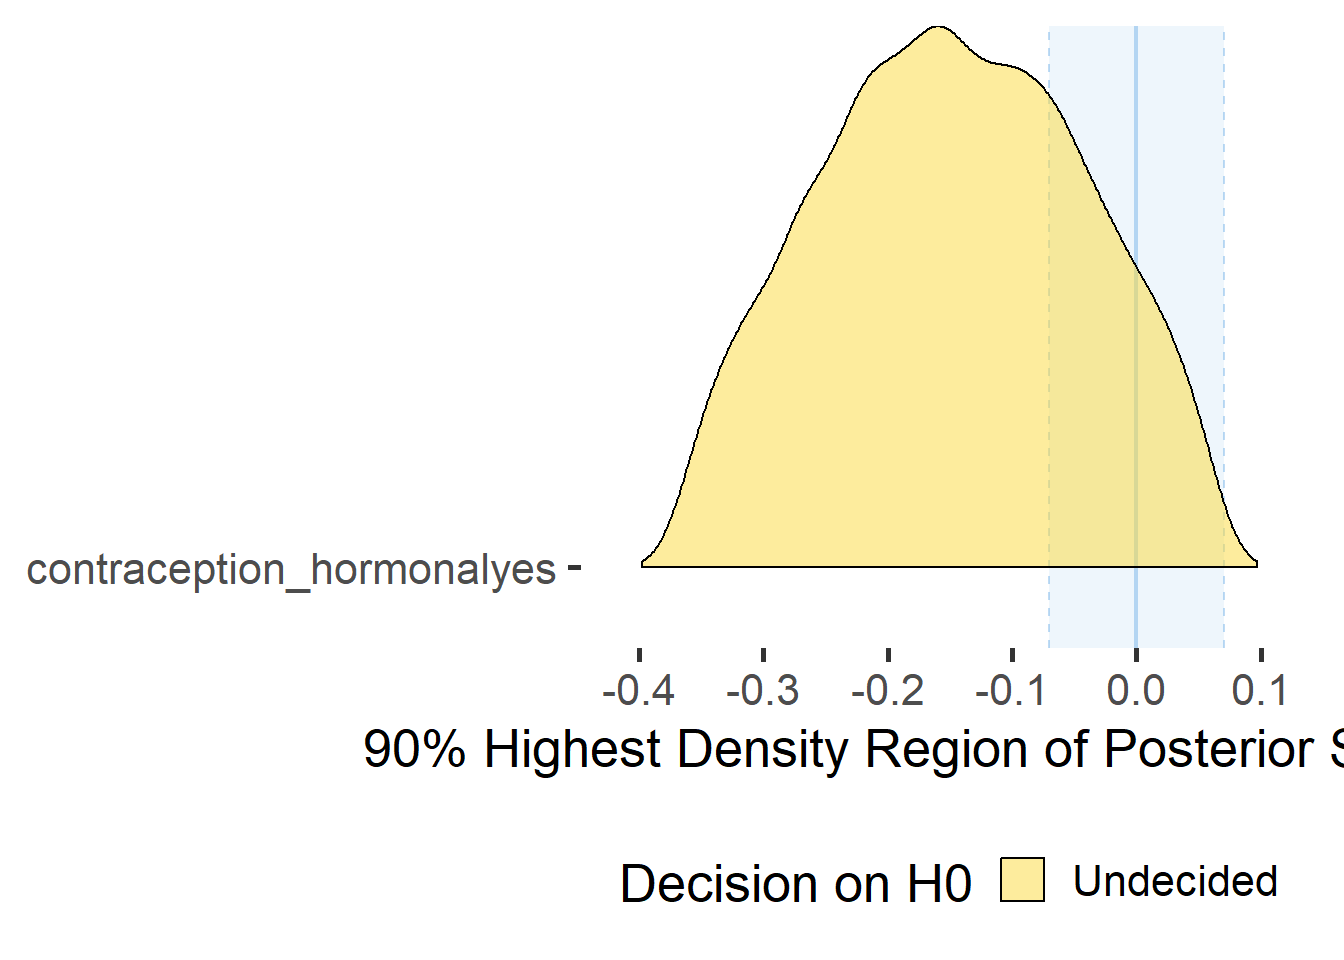 contraception_hormonalyes
-0.4 -0.3 -0.2 -0.1 0.0 0.1
90% Highest Density Region of Posterior S
Decision on H0 Undecided